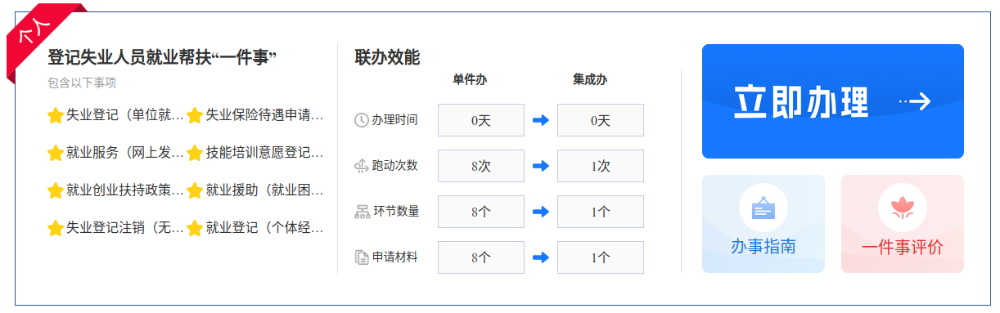 个人
登记失业人员就业帮扶“一件事”
包含以下事项
失业登记（单位就…
失业保险待遇申请…
就业服务（网上发…
技能培训意愿登记…
就业创业扶持政策…
就业援助（就业困…
失业登记注销（无…
就业登记（个体经…
联办效能
单件办 集成办
办理时间 0天 0天
跑动次数 8次 1次
环节数量 8个 1个
申请材料 8个 1个
立即办理
办事指南
一件事评价